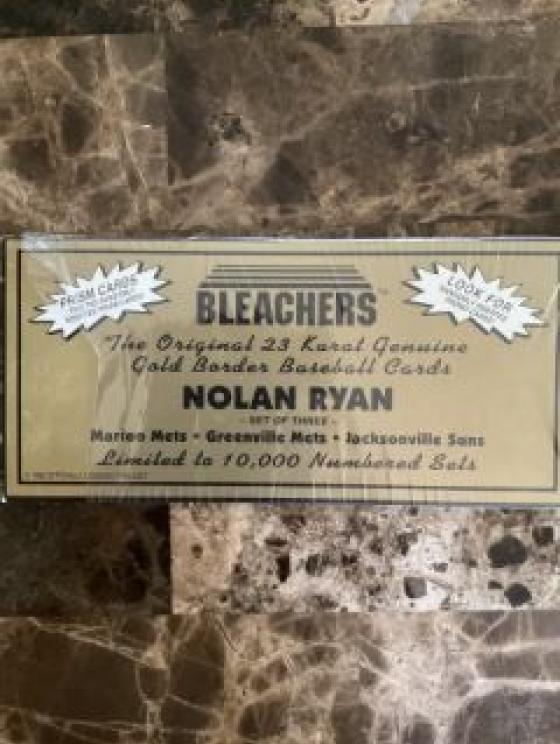 PRISM CARDS
LOOK FOR
BLEACHERS™
The Original 23 Karat Genuine
Gold Border Baseball Cards
NOLAN RYAN
- SET OF THREE -
Marion Mets • Greenville Mets • Jacksonville Suns
Limited to 10,000 Numbered Sets